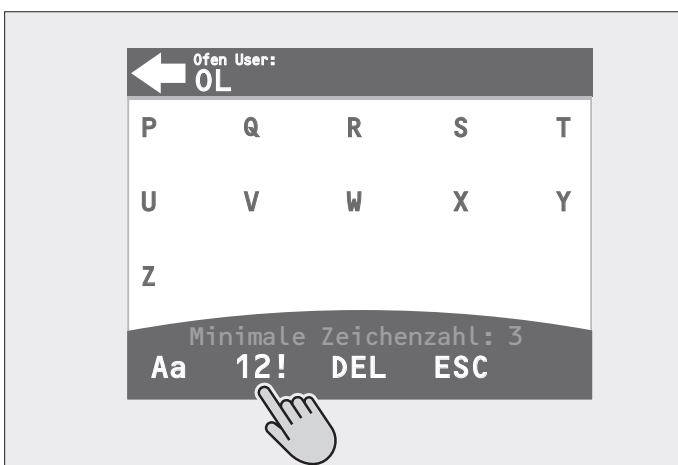 Ofen User:
OL
P Q R S T
U V W X Y
Z
Minimale Zeichenzahl: 3
Aa 12! DEL ESC